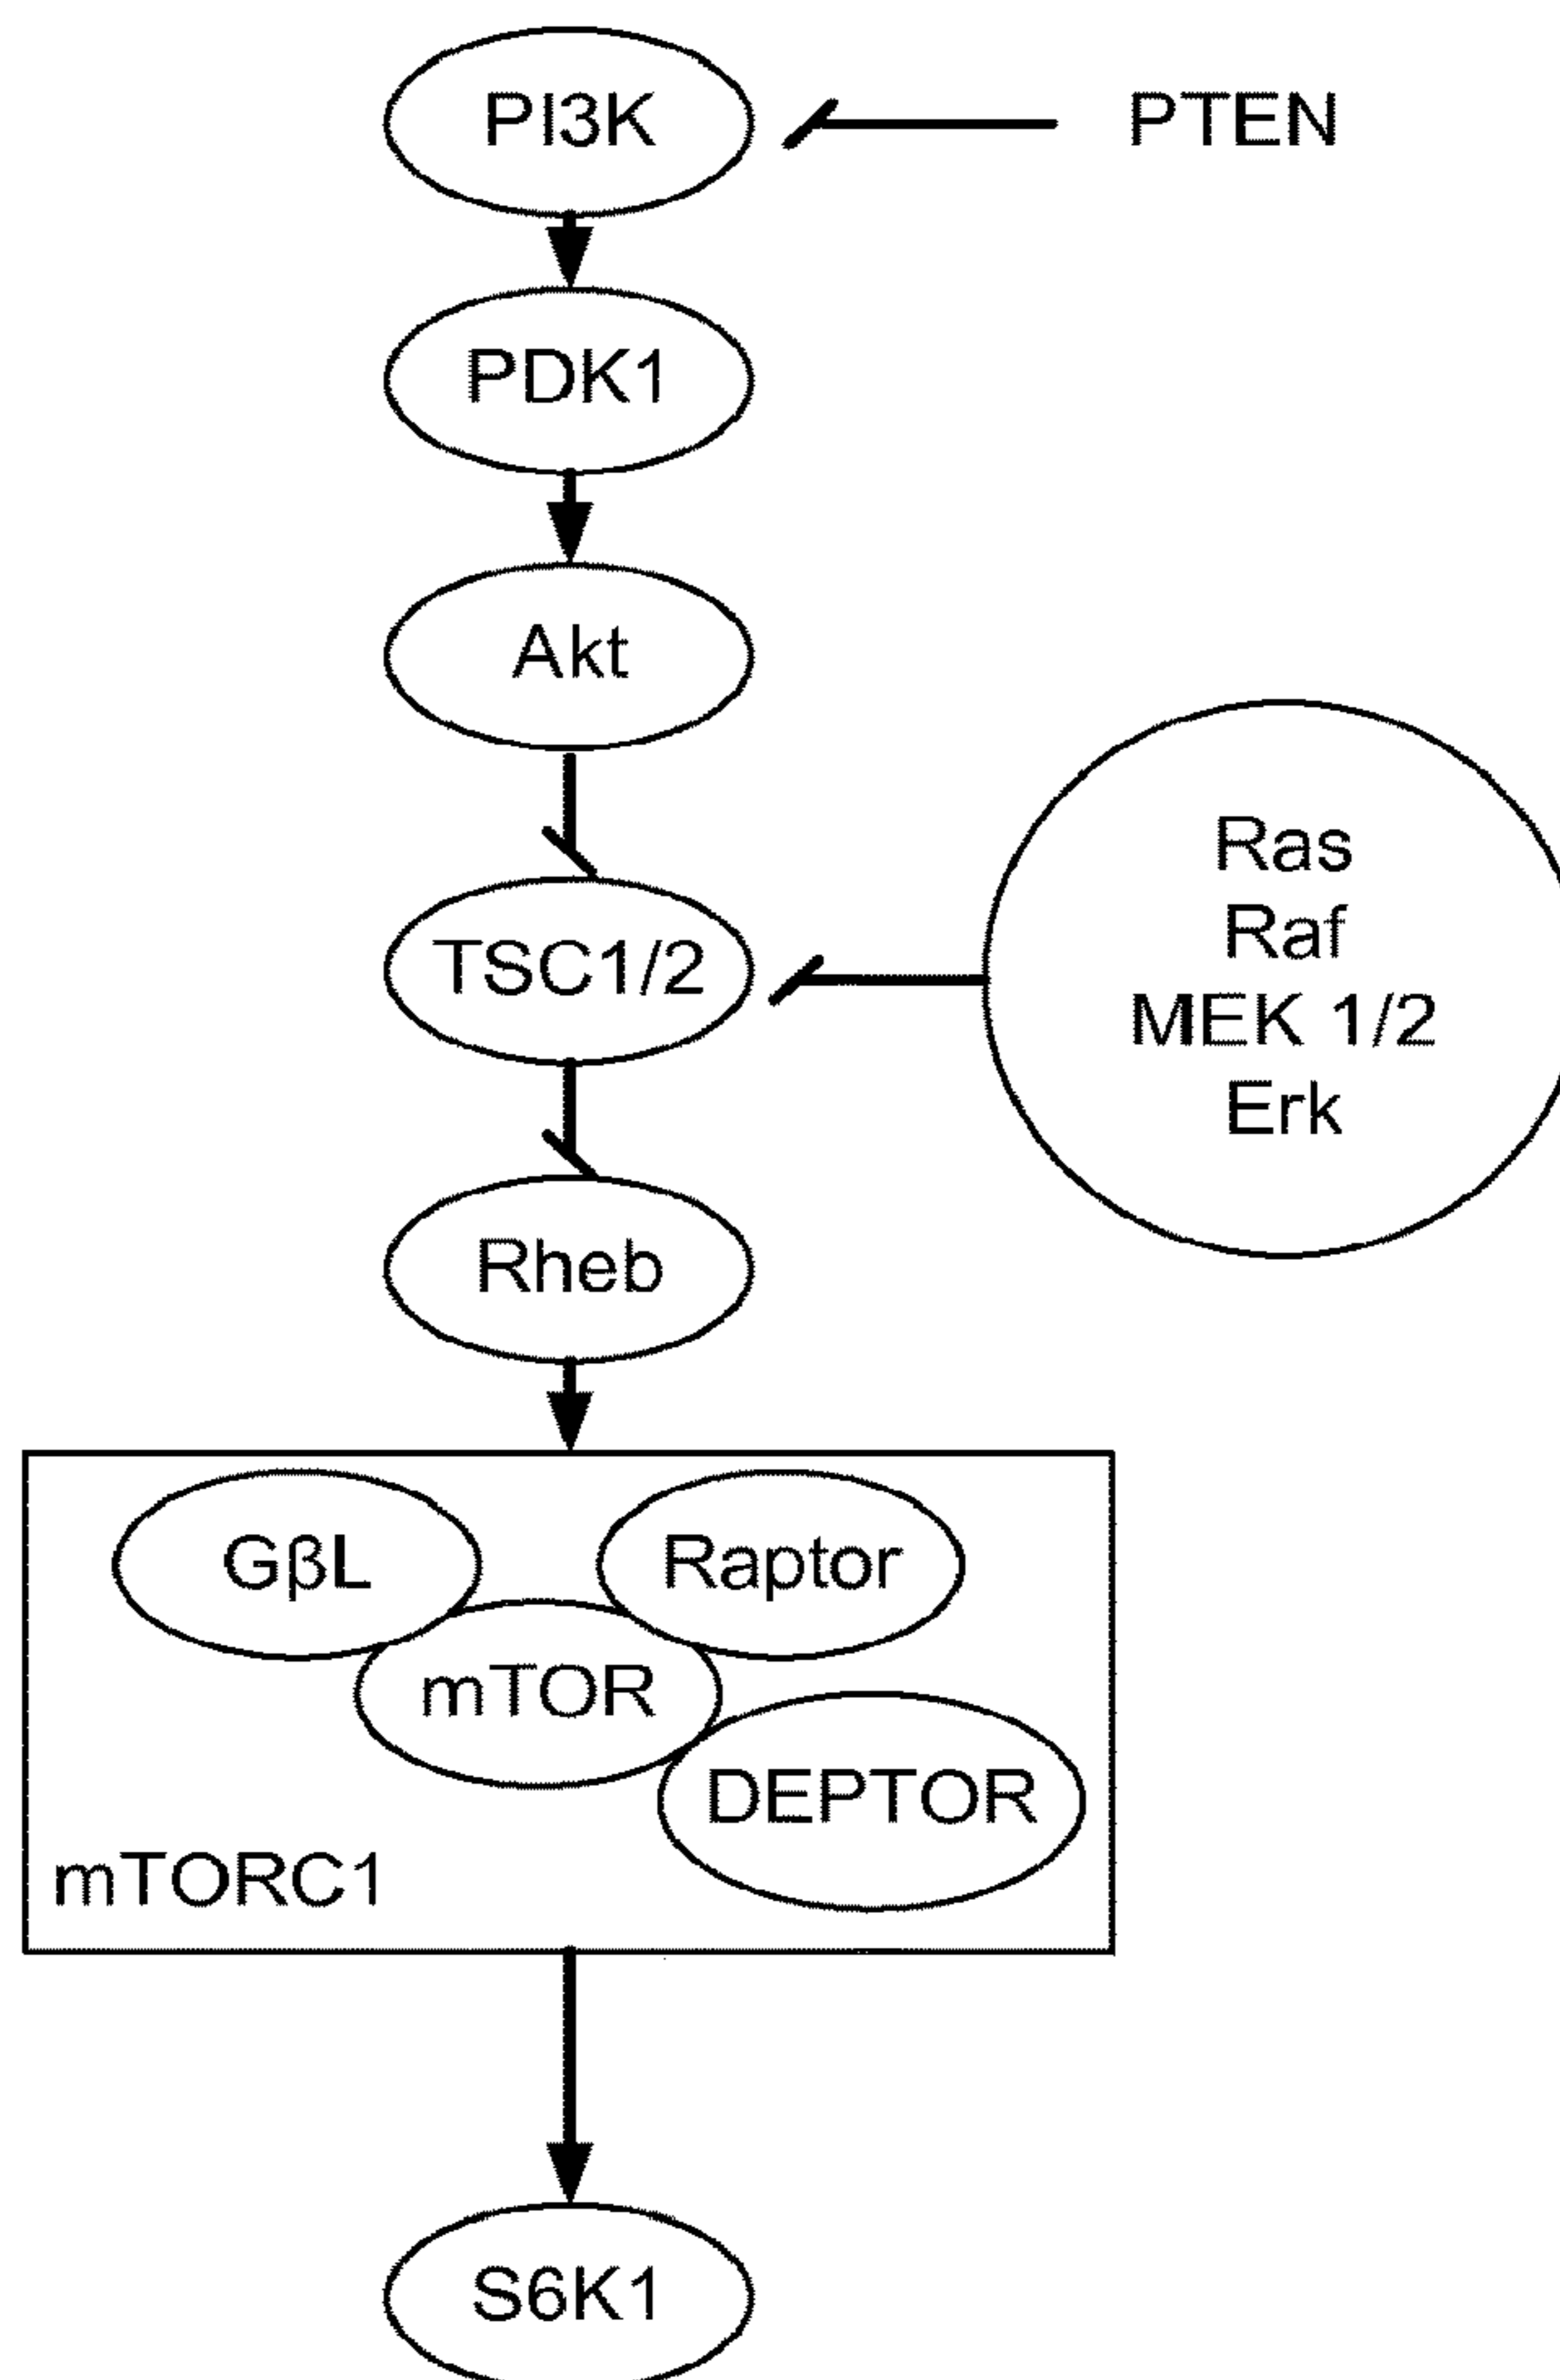 PI3K
PTEN
PDK1
Akt
Ras
Raf
MEK 1/2
Erk
TSC1/2
Rheb
GβL
Raptor
mTOR
DEPTOR
mTORC1
S6K1